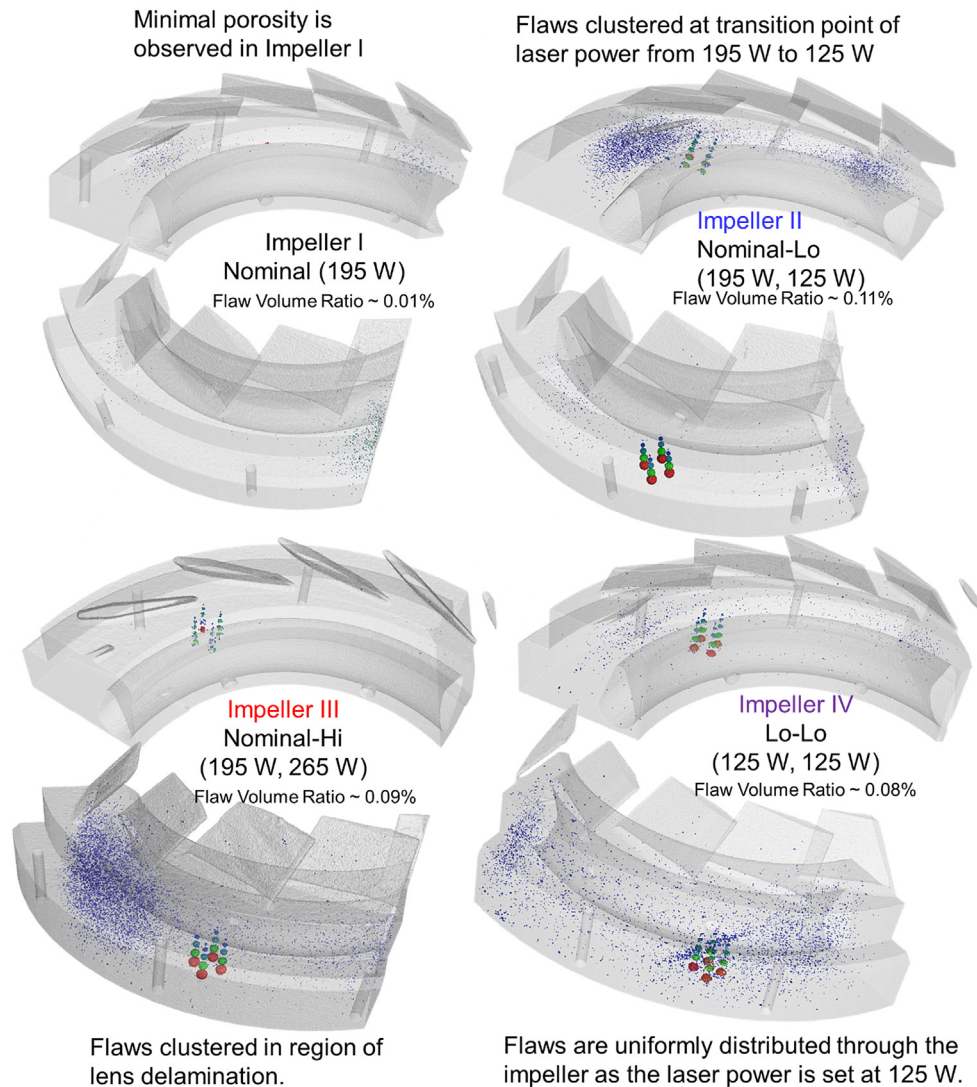 Minimal porosity is
observed in Impeller I
Flaws clustered at transition point of
laser power from 195 W to 125 W
Impeller I
Nominal (195 W)
Flaw Volume Ratio ~ 0.01%
Impeller II
Nominal-Lo
(195 W, 125 W)
Flaw Volume Ratio ~ 0.11%
Impeller III
Nominal-Hi
(195 W, 265 W)
Flaw Volume Ratio ~ 0.09%
Impeller IV
Lo-Lo
(125 W, 125 W)
Flaw Volume Ratio ~ 0.08%
Flaws clustered in region of
lens delamination.
Flaws are uniformly distributed through the
impeller as the laser power is set at 125 W.